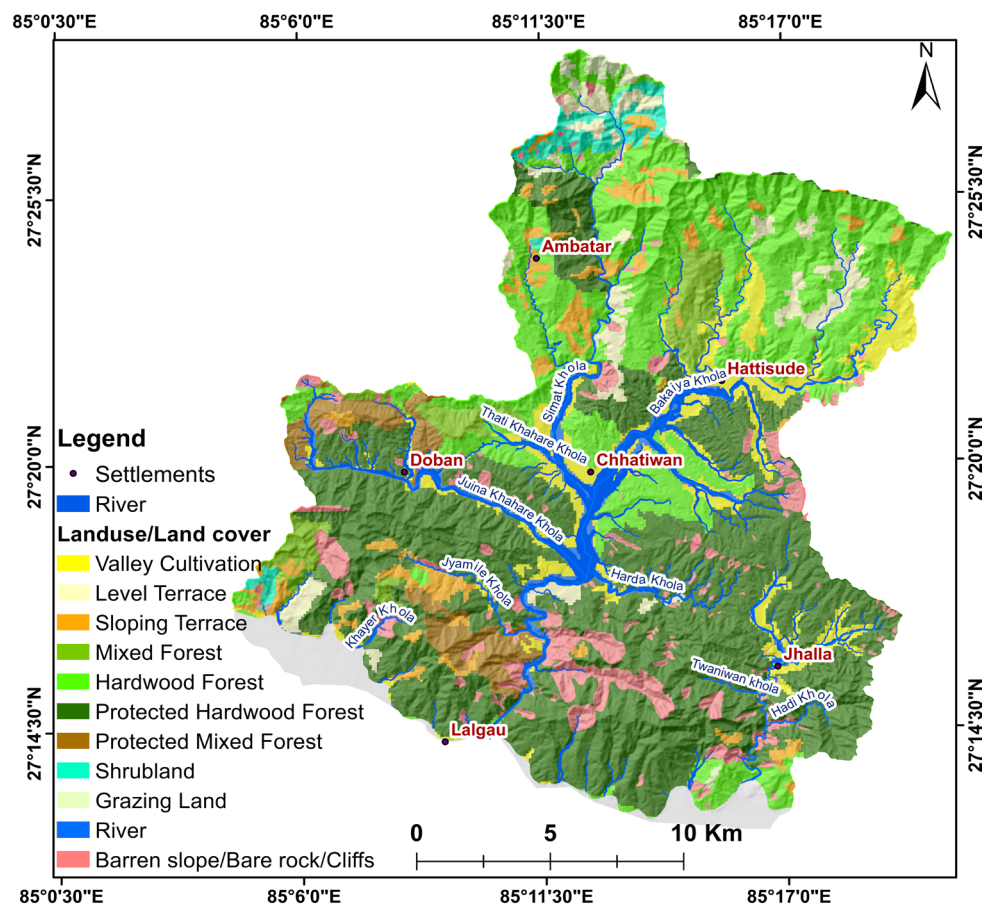 85°0'30"E 85°6'0"E 85°11'30"E 85°17'0"E
N
27°25'30"N
27°25'30"N
Ambatar
Hattisude
Simat Khola
Bakaiya Khola
Thati Khahare Khola
Legend
Settlements
River
Doban
Chhatiwan
27°20'0"N
27°20'0"N
Juina Khahare Khola
Landuse/Land cover
Valley Cultivation
Level Terrace
Sloping Terrace
Mixed Forest
Hardwood Forest
Protected Hardwood Forest
Protected Mixed Forest
Shrubland
Grazing Land
River
Barren slope/Bare rock/Cliffs
Jyamile Khola
Harda Khola
Khayer Khola
Jhalla
Twaniwan khola
Hadi Khola
Lalgau
27°14'30"N
27°14'30"N
0 5 10 Km
85°0'30"E 85°6'0"E 85°11'30"E 85°17'0"E